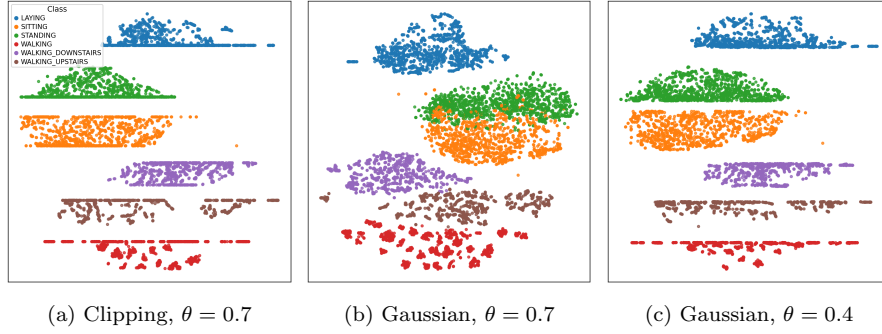 Class
LAYING
SITTING
STANDING
WALKING
WALKING_DOWNSTAIRS
WALKING_UPSTAIRS
(a) Clipping, θ = 0.7
(b) Gaussian, θ = 0.7
(c) Gaussian, θ = 0.4